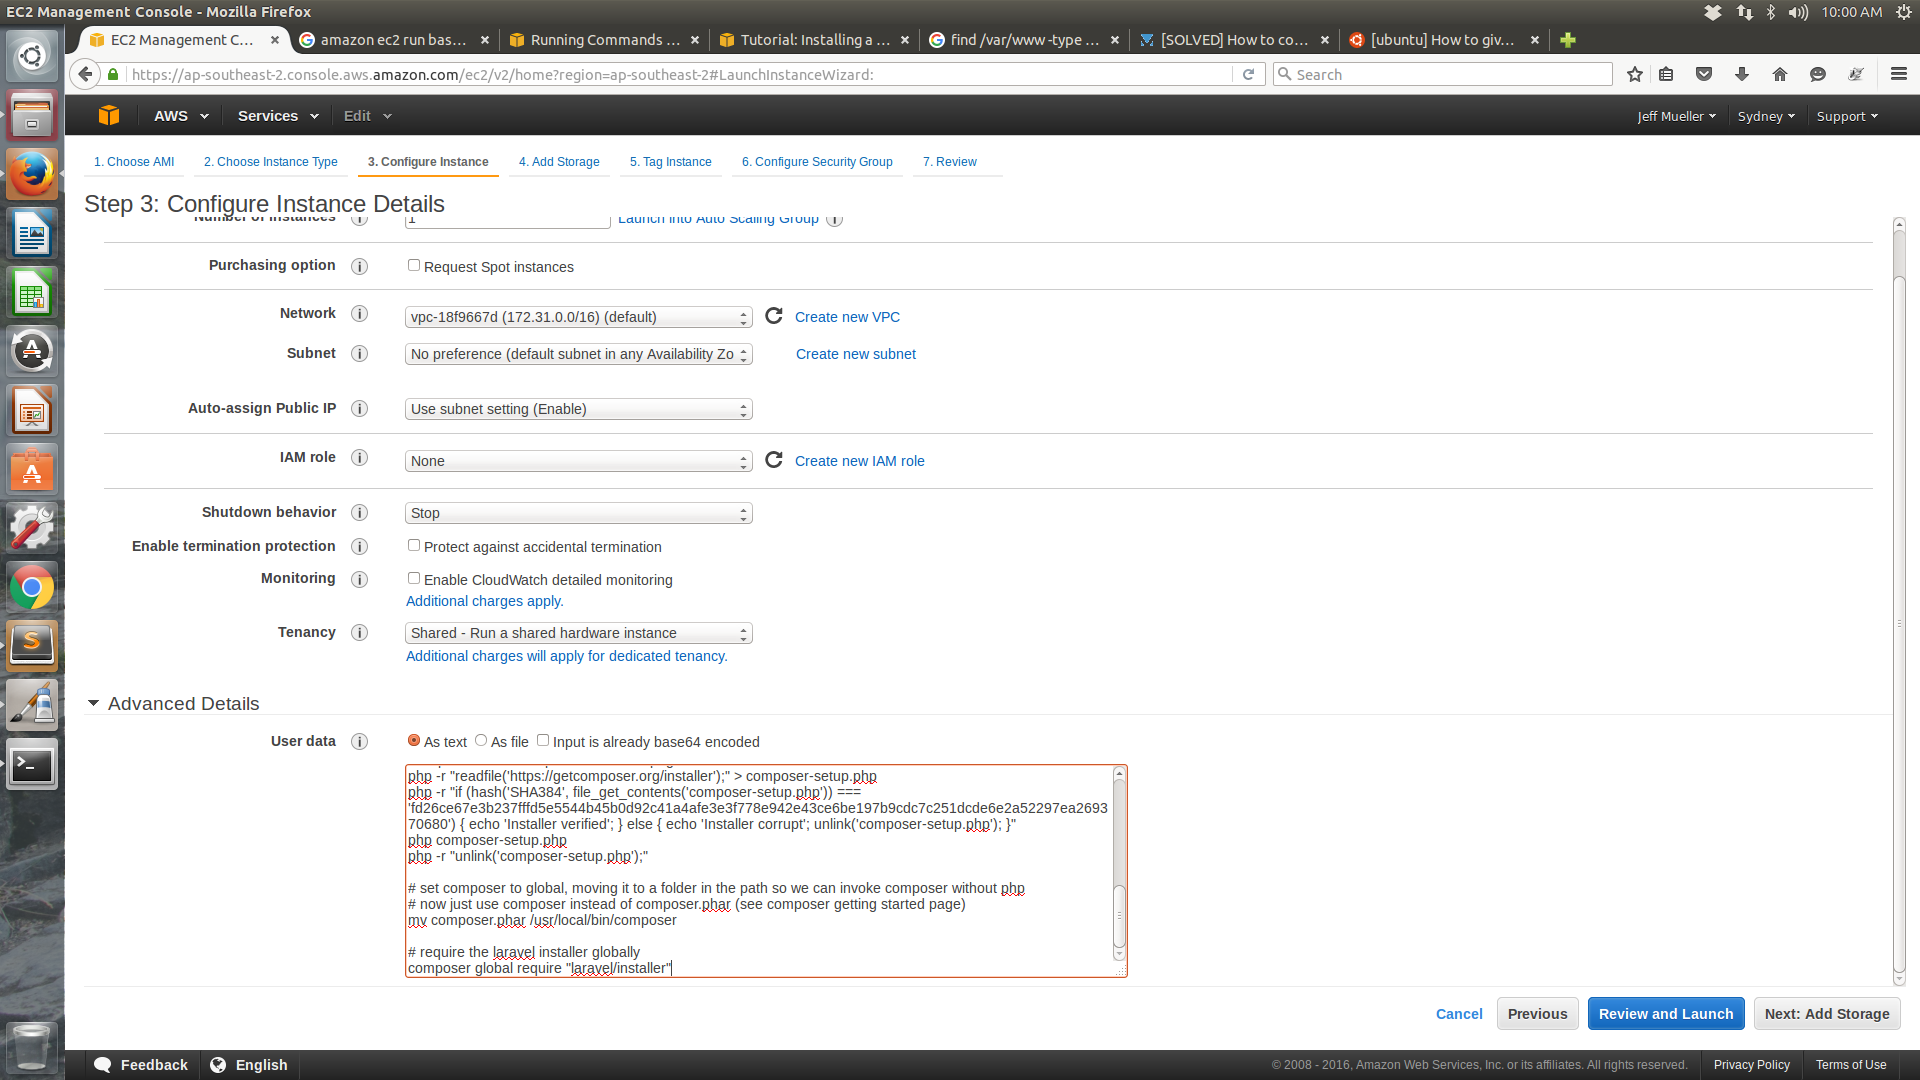 EC2 Management Console - Mozilla Firefox
10:00 AM
EC2 Management C...
amazon ec2 run bas...
Running Commands ...
Tutorial: Installing a ...
find /var/www -type ...
[SOLVED] How to co...
[ubuntu] How to giv...
https://ap-southeast-2.console.aws.amazon.com/ec2/v2/home?region=ap-southeast-2#LaunchInstanceWizard:
Search
AWS
Services
Edit
Jeff Mueller
Sydney
Support
1. Choose AMI
2. Choose Instance Type
3. Configure Instance
4. Add Storage
5. Tag Instance
6. Configure Security Group
7. Review
Step 3: Configure Instance Details
Number of instances
1
Launch into Auto Scaling Group
Purchasing option
Request Spot instances
Network
vpc-18f9667d (172.31.0.0/16) (default)
Create new VPC
Subnet
No preference (default subnet in any Availability Zo
Create new subnet
Auto-assign Public IP
Use subnet setting (Enable)
IAM role
None
Create new IAM role
Shutdown behavior
Stop
Enable termination protection
Protect against accidental termination
Monitoring
Enable CloudWatch detailed monitoring
Additional charges apply.
Tenancy
Shared - Run a shared hardware instance
Additional charges will apply for dedicated tenancy.
Advanced Details
User data
As text
As file
Input is already base64 encoded
php -r "readfile('https://getcomposer.org/installer');" > composer-setup.php
php -r "if (hash('SHA384', file_get_contents('composer-setup.php')) ===
'fd26ce67e3b237fffd5e5544b45b0d92c41a4afe3e3f778e942e43ce6be197b9cdc7c251dcde6e2a52297ea2693
70680') { echo 'Installer verified'; } else { echo 'Installer corrupt'; unlink('composer-setup.php'); }"
php composer-setup.php
php -r "unlink('composer-setup.php');"
# set composer to global, moving it to a folder in the path so we can invoke composer without php
# now just use composer instead of composer.phar (see composer getting started page)
mv composer.phar /usr/local/bin/composer
# require the laravel installer globally
composer global require "laravel/installer"
Cancel
Previous
Review and Launch
Next: Add Storage
Feedback
English
© 2008 - 2016, Amazon Web Services, Inc. or its affiliates. All rights reserved.
Privacy Policy
Terms of Use